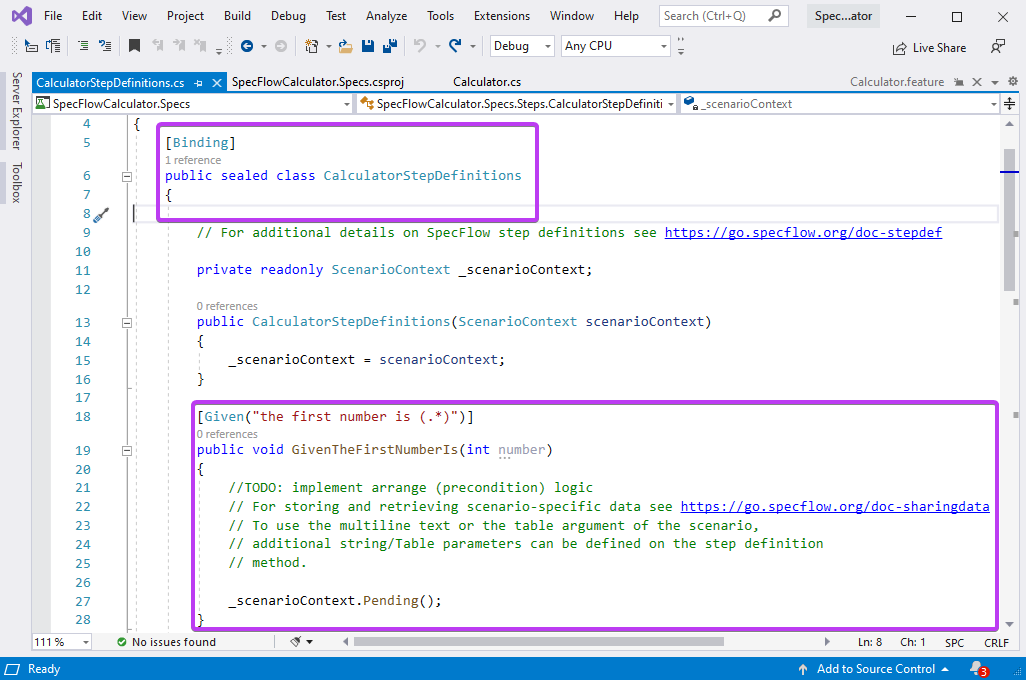 File Edit View Project Build Debug Test Analyze Tools Extensions Window Help Search (Ctrl+Q) Spec...ator
Debug Any CPU Live Share
CalculatorStepDefinitions.cs SpecFlowCalculator.Specs.csproj Calculator.cs Calculator.feature
SpecFlowCalculator.Specs SpecFlowCalculator.Specs.Steps.CalculatorStepDefiniti _scenarioContext
Server Explorer
Toolbox
4 {
5 [Binding]
1 reference
6 public sealed class CalculatorStepDefinitions
7 {
8
9 // For additional details on SpecFlow step definitions see https://go.specflow.org/doc-stepdef
10
11 private readonly ScenarioContext _scenarioContext;
12
0 references
13 public CalculatorStepDefinitions(ScenarioContext scenarioContext)
14 {
15 _scenarioContext = scenarioContext;
16 }
17
18 [Given("the first number is (.*)")]
0 references
19 public void GivenTheFirstNumberIs(int number)
20 {
21 //TODO: implement arrange (precondition) logic
22 // For storing and retrieving scenario-specific data see https://go.specflow.org/doc-sharingdata
23 // To use the multiline text or the table argument of the scenario,
24 // additional string/Table parameters can be defined on the step definition
25 // method.
26
27 _scenarioContext.Pending();
28 }
111 % No issues found Ln: 8 Ch: 1 SPC CRLF
Ready Add to Source Control 3